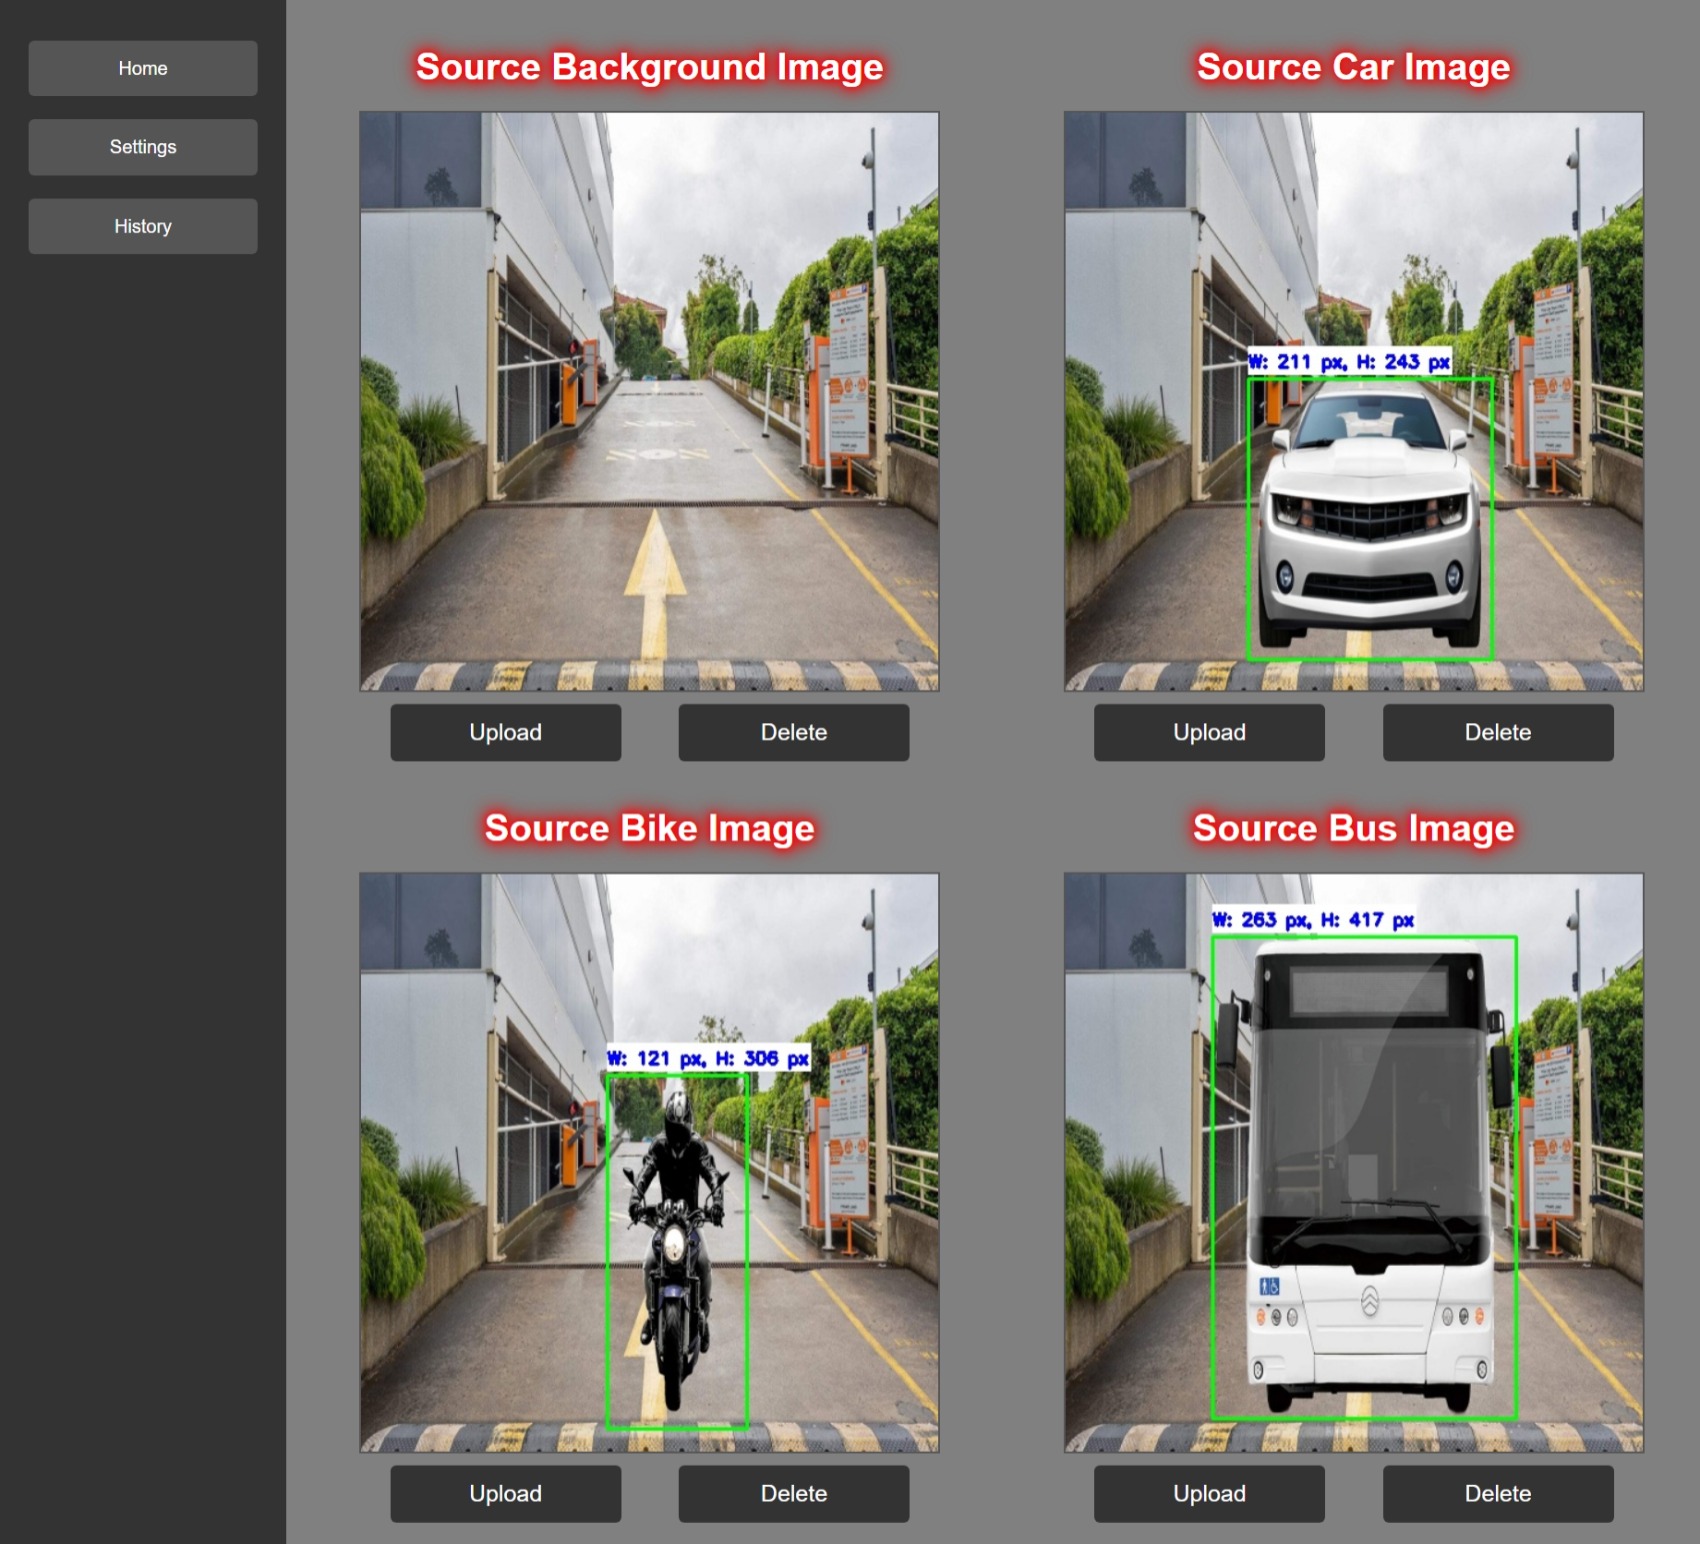 Home
Settings
History
Source Background Image
Source Car Image
W: 211 px, H: 243 px
Upload
Delete
Upload
Delete
Source Bike Image
Source Bus Image
W: 121 px, H: 306 px
W: 263 px, H: 417 px
Upload
Delete
Upload
Delete